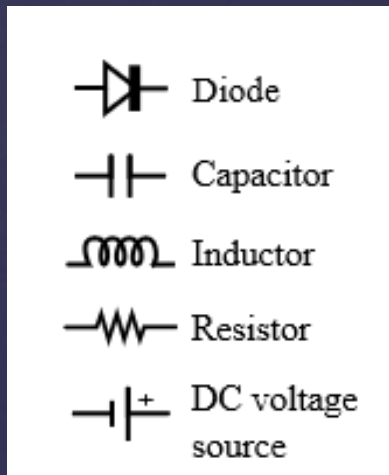 Diode
Capacitor
Inductor
Resistor
+ DC voltage
source